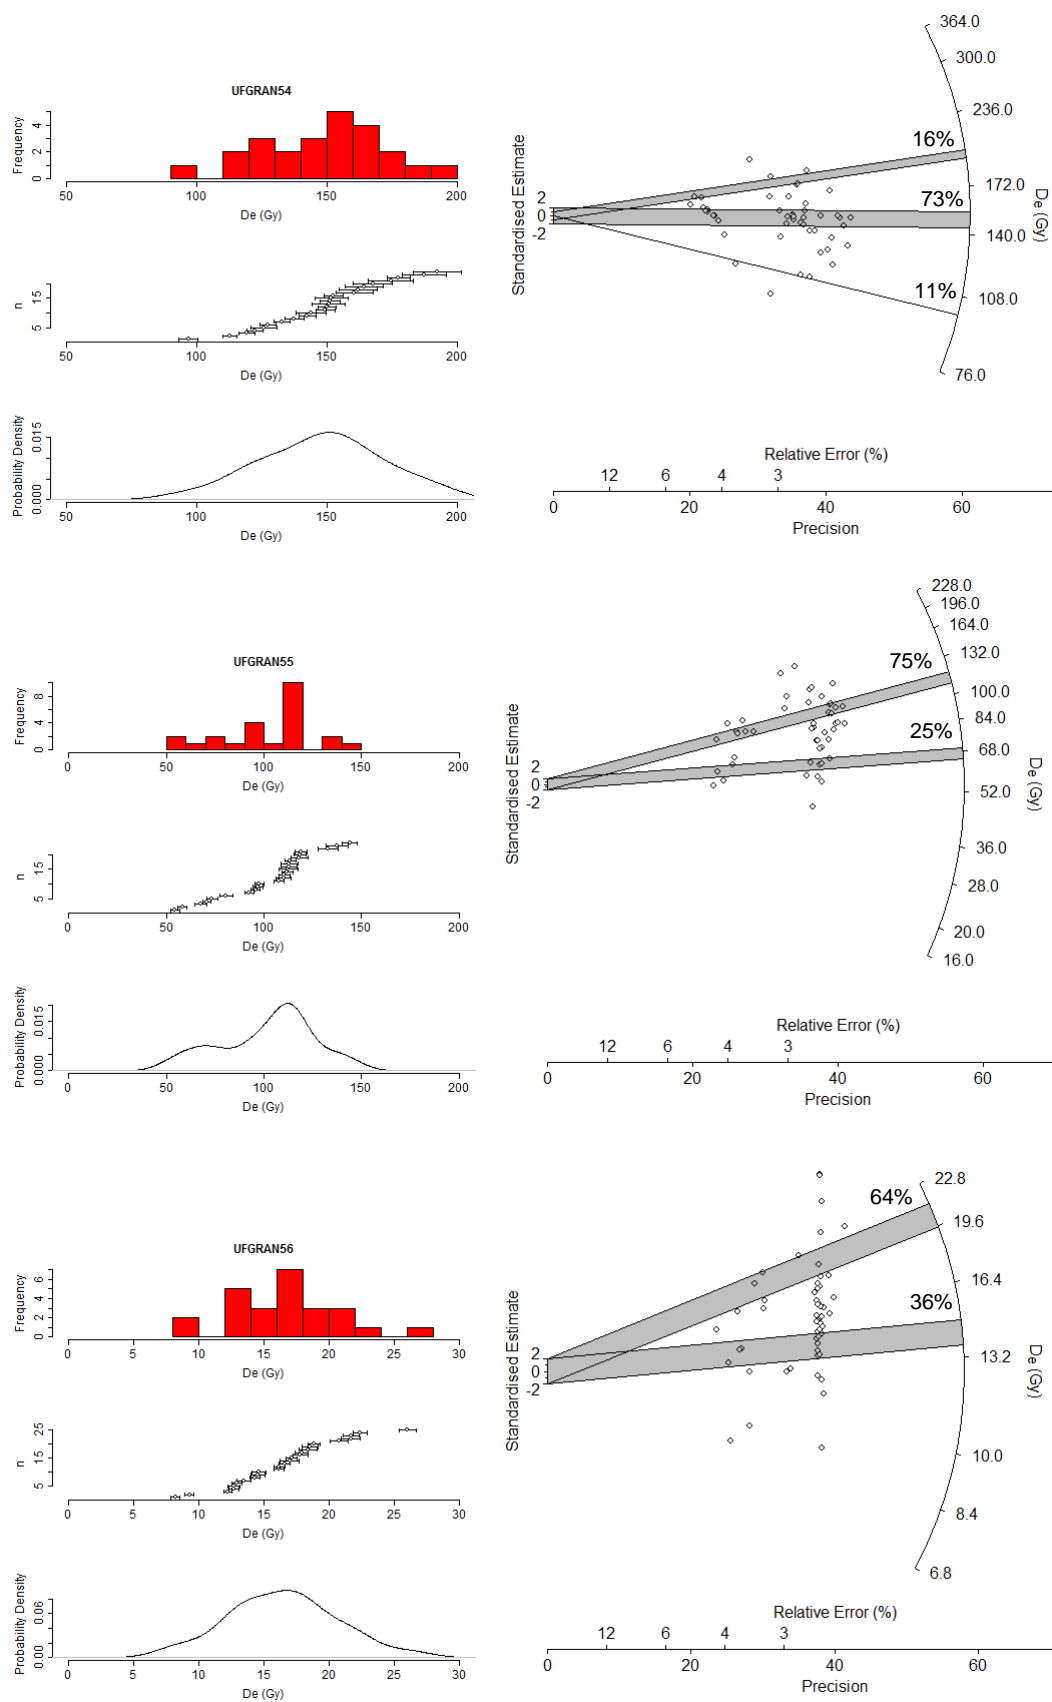 UFGRAN54
Frequency
0 2 4
50 100 150 200
De (Gy)
n
5 15
50 100 150 200
De (Gy)
Probability Density
0.000 0.015
50 100 150 200
De (Gy)
Standardised Estimate
2
0
-2
16%
73%
11%
364.0
300.0
236.0
172.0
140.0
108.0
76.0
De (Gy)
Relative Error (%)
12 6 4 3
0 20 40 60
Precision
UFGRAN55
Frequency
0 4 8
0 50 100 150 200
De (Gy)
n
5 15
0 50 100 150 200
De (Gy)
Probability Density
0.000 0.015
0 50 100 150 200
De (Gy)
Standardised Estimate
2
0
-2
75%
25%
228.0
196.0
164.0
132.0
100.0
84.0
68.0
52.0
36.0
28.0
20.0
16.0
De (Gy)
Relative Error (%)
12 6 4 3
0 20 40 60
Precision
UFGRAN56
Frequency
0 2 4 6
0 5 10 15 20 25 30
De (Gy)
n
5 15 25
0 5 10 15 20 25 30
De (Gy)
Probability Density
0.00 0.06
0 5 10 15 20 25 30
De (Gy)
Standardised Estimate
2
0
-2
64%
36%
22.8
19.6
16.4
13.2
10.0
8.4
6.8
De (Gy)
Relative Error (%)
12 6 4 3
0 20 40 60
Precision